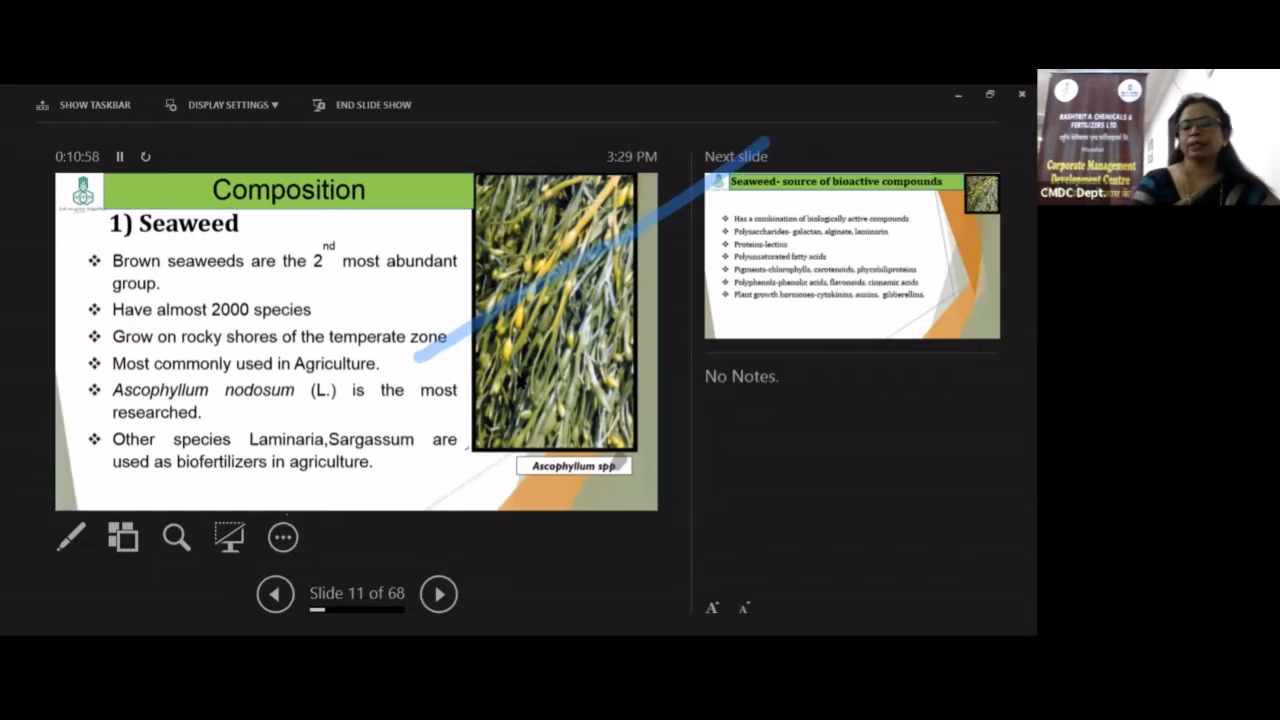 SHOW TASKBAR
DISPLAY SETTINGS ▼
END SLIDE SHOW
0:10:58
3:29 PM
Composition
1) Seaweed
❖ Brown seaweeds are the 2nd most abundant
group.
❖ Have almost 2000 species
❖ Grow on rocky shores of the temperate zone
❖ Most commonly used in Agriculture.
❖ Ascophyllum nodosum (L.) is the most
researched.
❖ Other species Laminaria,Sargassum are
used as biofertilizers in agriculture.
Ascophyllum spp
Slide 11 of 68
Next slide
Seaweed- source of bioactive compounds
❖ Has a combination of biologically active compounds
❖ Polysaccharides- galactan, alginate, laminarin
❖ Proteins-lectins
❖ Polyunsaturated fatty acids
❖ Pigments-chlorophylls, carotenoids, phycobiliproteins
❖ Polyphenols-phenolic acids, flavonoids, cinnamic acids
❖ Plant growth hormones-cytokinins, auxins, gibberellins.
No Notes.
A A
RASHTRIYA CHEMICALS &
FERTILIZERS LTD.
Corporate Management
Development Centre
CMDC Dept.